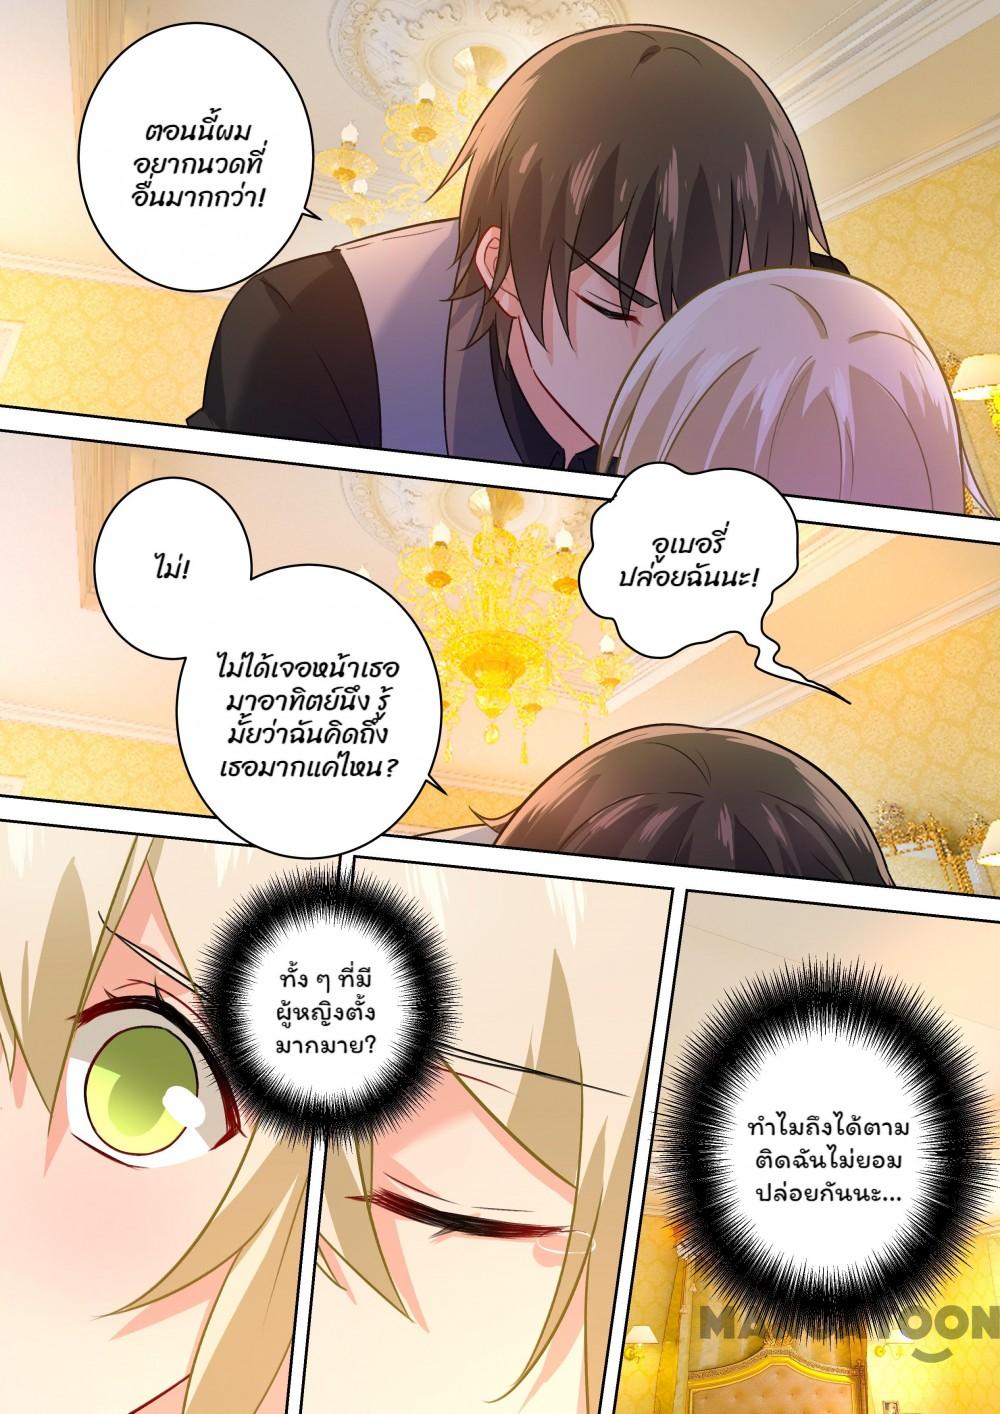 ตอนนี้ผม
อยากนวดที่
อื่นมากกว่า!
อูเบอรี่
ปล่อยฉันนะ!
ไม่!
ไม่ได้เจอหน้าเธอ
มาอาทิตย์นึง รู้
มั้ยว่าฉันคิดถึง
เธอมากแค่ไหน?
ทั้ง ๆ ที่มี
ผู้หญิงตั้ง
มากมาย?
ทำไมถึงได้ตาม
ติดฉันไม่ยอม
ปล่อยกันนะ...
MANGATOON